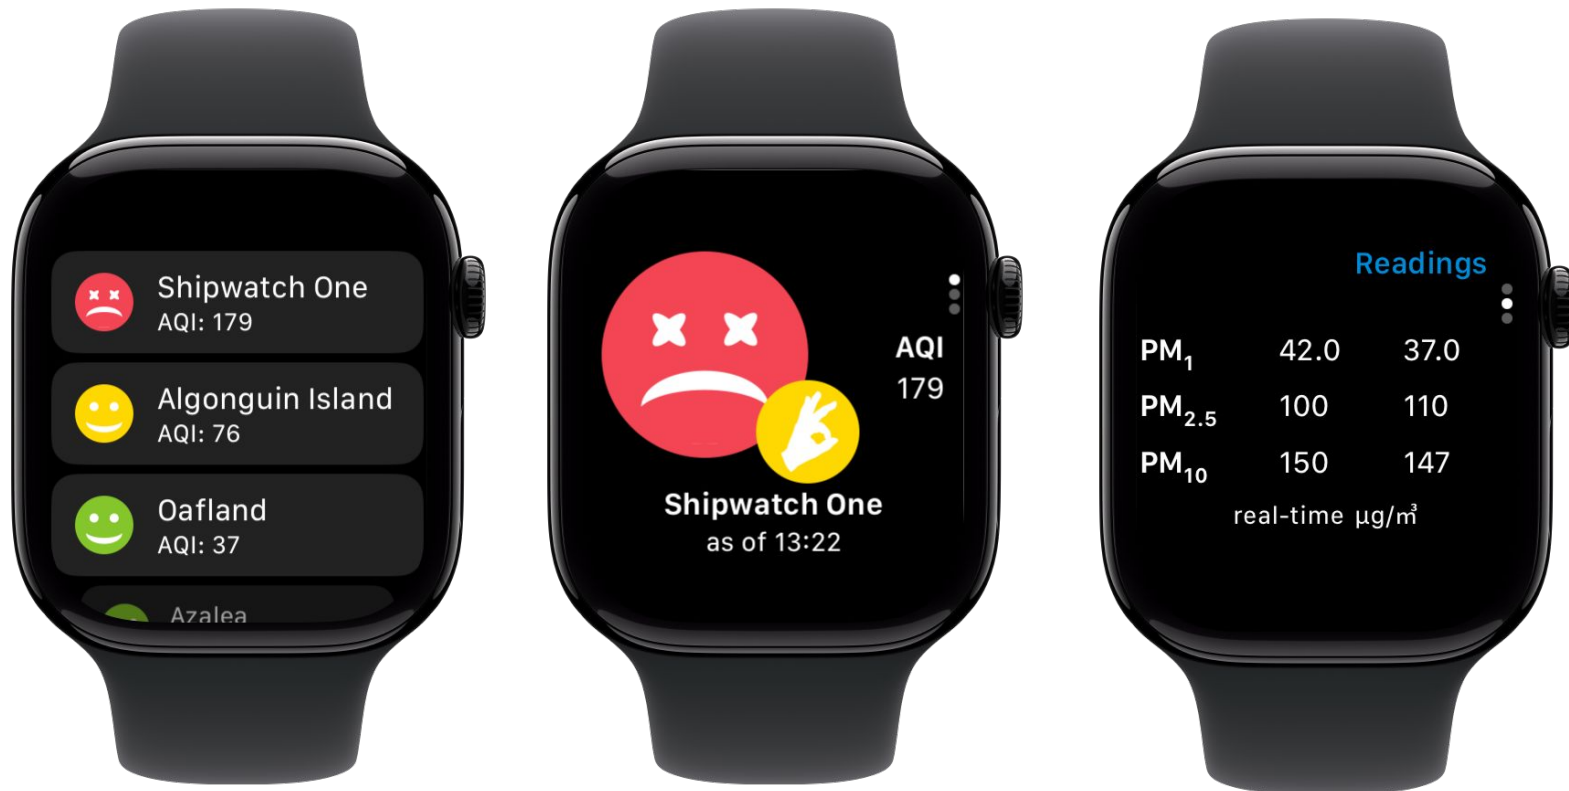 Shipwatch One
AQI: 179
Algonguin Island
AQI: 76
Oafland
AQI: 37
Azalea
AQI
179
Shipwatch One
as of 13:22
Readings
PM1 42.0 37.0
PM2.5 100 110
PM10 150 147
real-time µg/m³